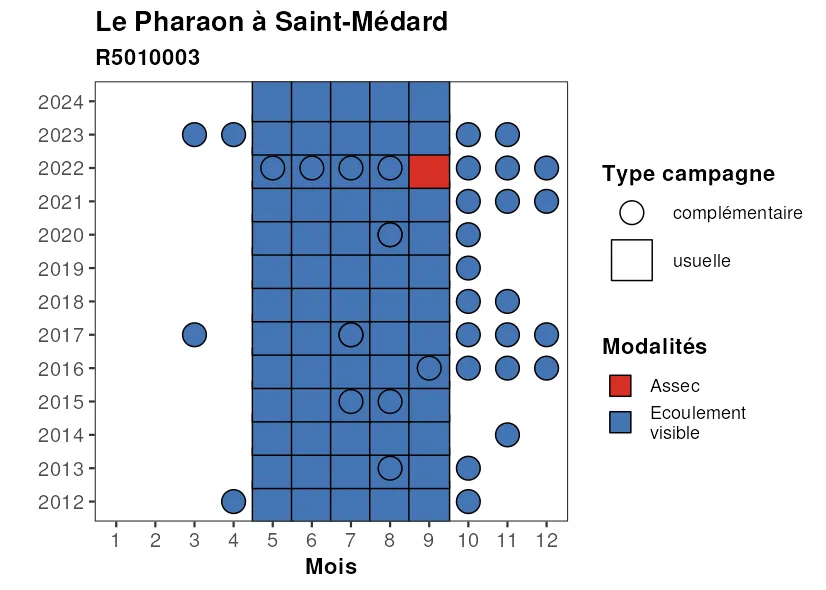 Le Pharaon à Saint-Médard
R5010003
2024
2023
2022
2021
2020
2019
2018
2017
2016
2015
2014
2013
2012
1 2 3 4 5 6 7 8 9 10 11 12
Mois
Type campagne
complémentaire
usuelle
Modalités
Assec
Ecoulement
visible